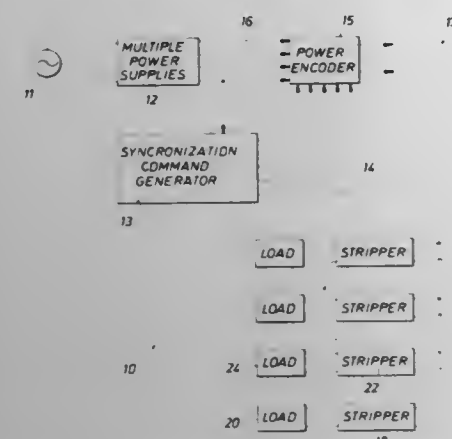 16 15
MULTIPLE
POWER
SUPPLIES
POWER
ENCODER
11
12
SYNCRONIZATION
COMMAND
GENERATOR
14
13
LOAD STRIPPER
LOAD STRIPPER
10 24 LOAD STRIPPER
22
20 LOAD STRIPPER